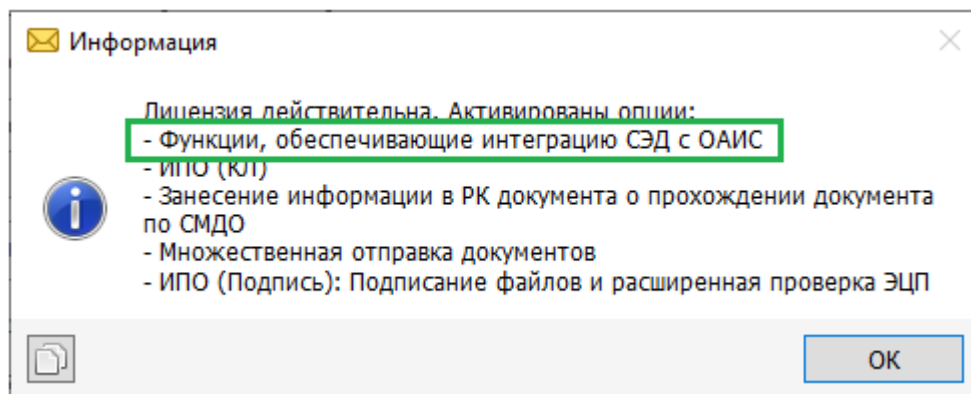 Информация
Лицензия действительна. Активированы опции:
- Функции, обеспечивающие интеграцию СЭД с ОАИС
- ИПО (КЛ)
- Занесение информации в РК документа о прохождении документа
по СМДО
- Множественная отправка документов
- ИПО (Подпись): Подписание файлов и расширенная проверка ЭЦП
ОК